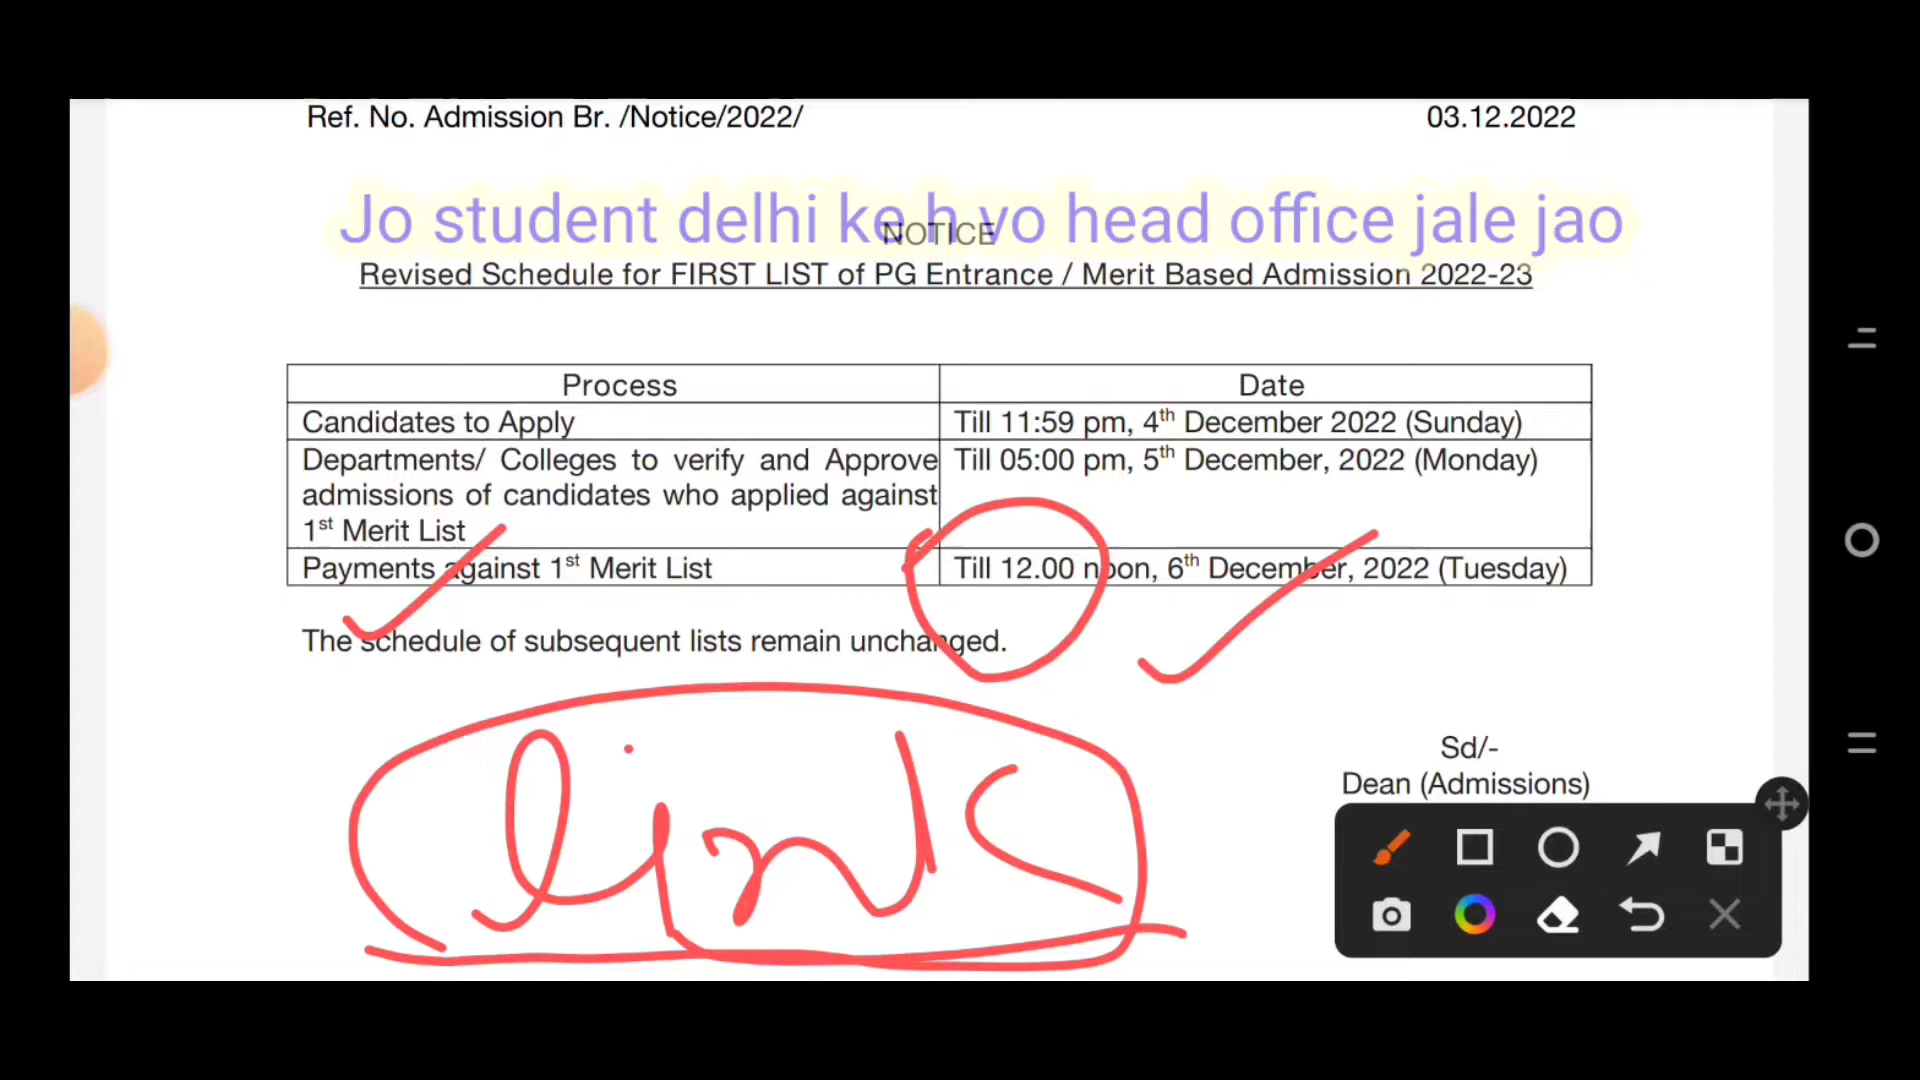 Ref. No. Admission Br. /Notice/2022/ 03.12.2022
Jo student delhi ke h vo head office jale jao
NOTICE
Revised Schedule for FIRST LIST of PG Entrance / Merit Based Admission 2022-23
Process Date
Candidates to Apply Till 11:59 pm, 4th December 2022 (Sunday)
Departments/ Colleges to verify and Approve Till 05:00 pm, 5th December, 2022 (Monday)
admissions of candidates who applied against
1st Merit List
Payments against 1st Merit List Till 12.00 noon, 6th December, 2022 (Tuesday)
The schedule of subsequent lists remain unchanged.
link
Sd/-
Dean (Admissions)